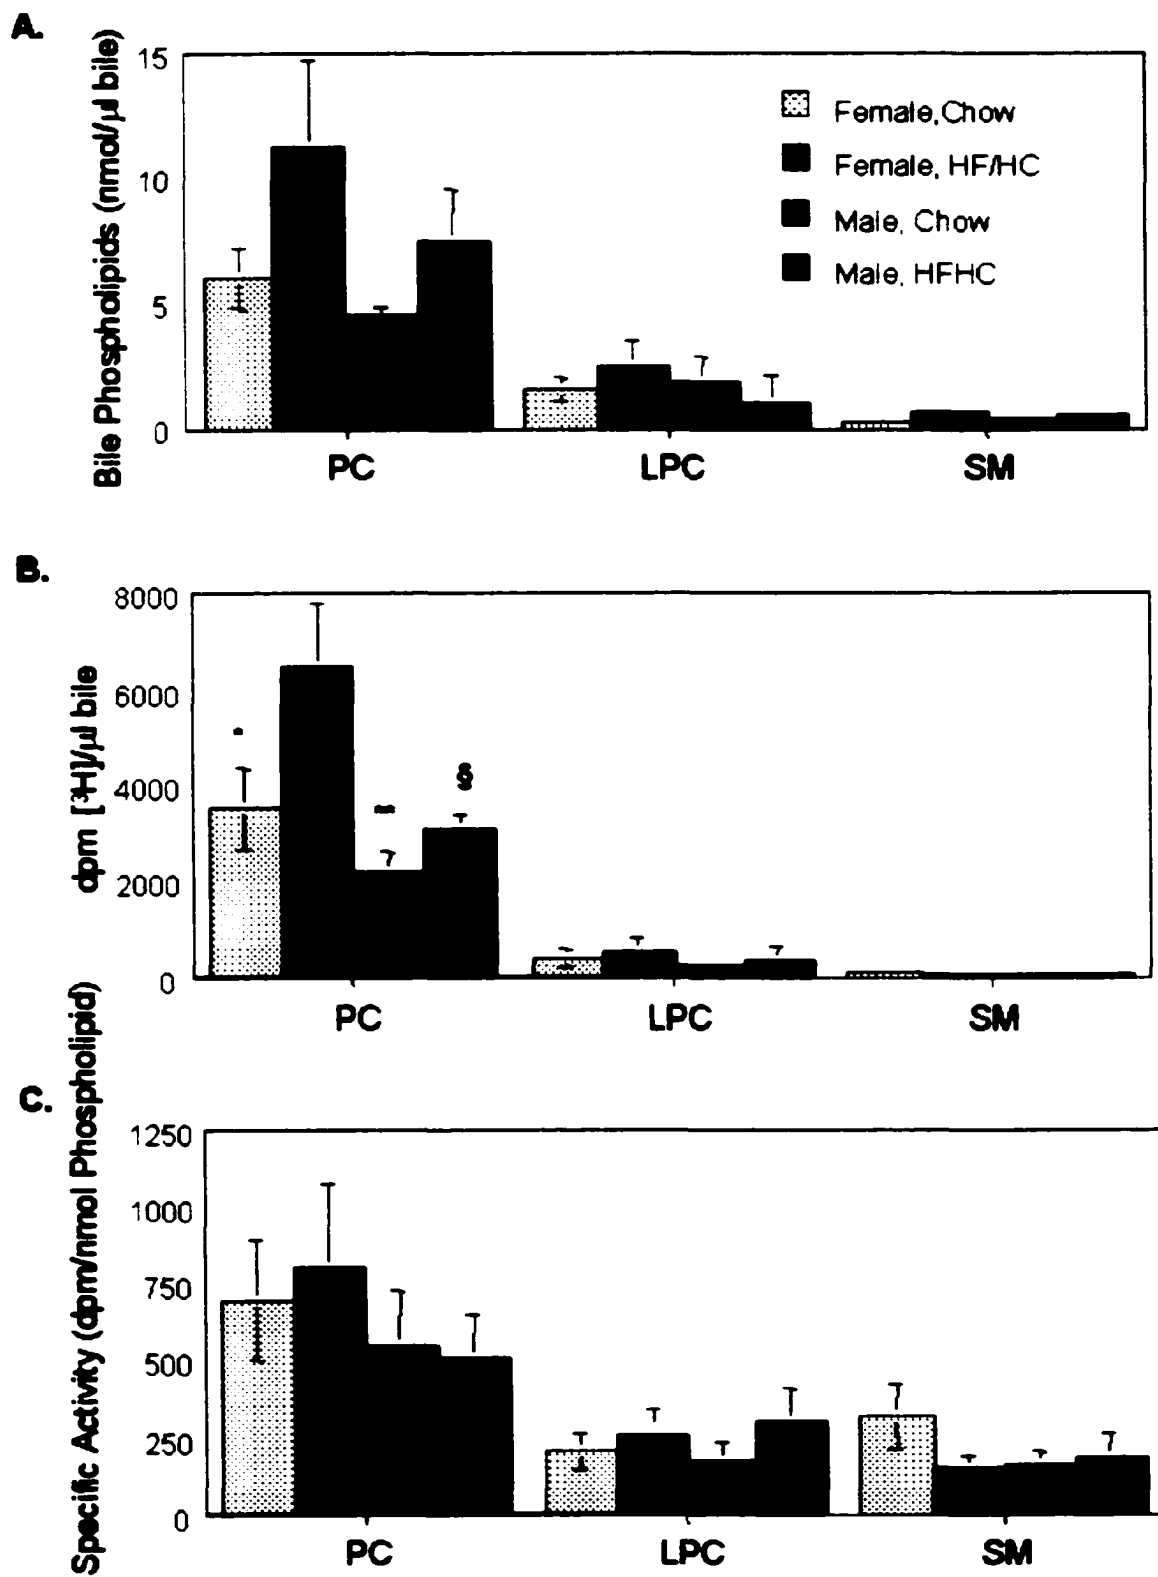 A.
Bile Phospholipids (nmol/µl bile)
15
10
5
0
Female,Chow
Female, HF/HC
Male, Chow
Male, HFHC
PC LPC SM
B.
dpm [³H]/µl bile
8000
6000
4000
2000
0
*
**
§
PC LPC SM
C.
Specific Activity (dpm/nmol Phospholipid)
1250
1000
750
500
250
0
PC LPC SM